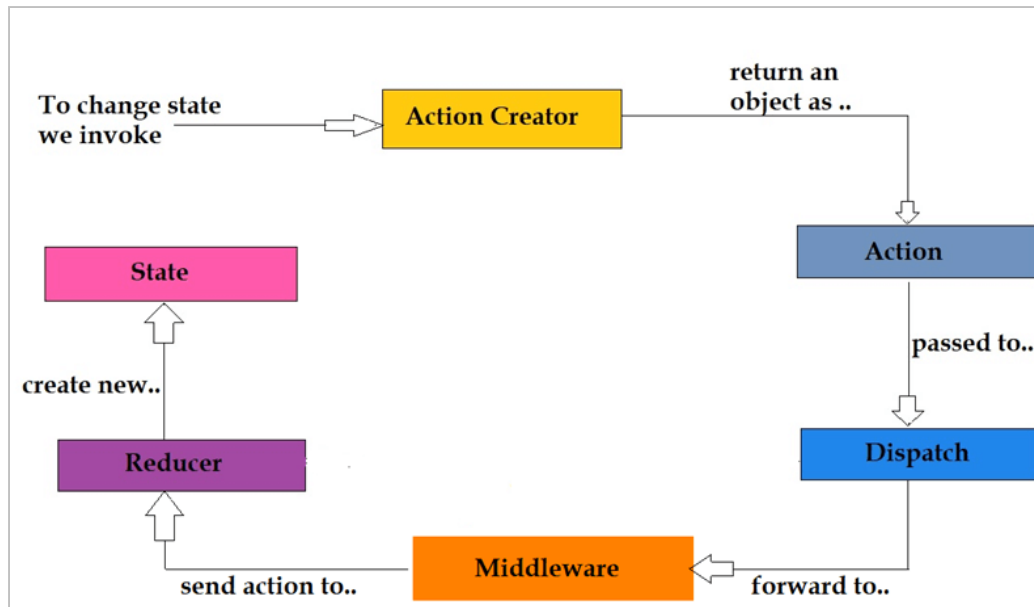 To change state
we invoke
Action Creator
return an
object as ..
Action
passed to..
Dispatch
forward to..
Middleware
send action to..
Reducer
create new..
State